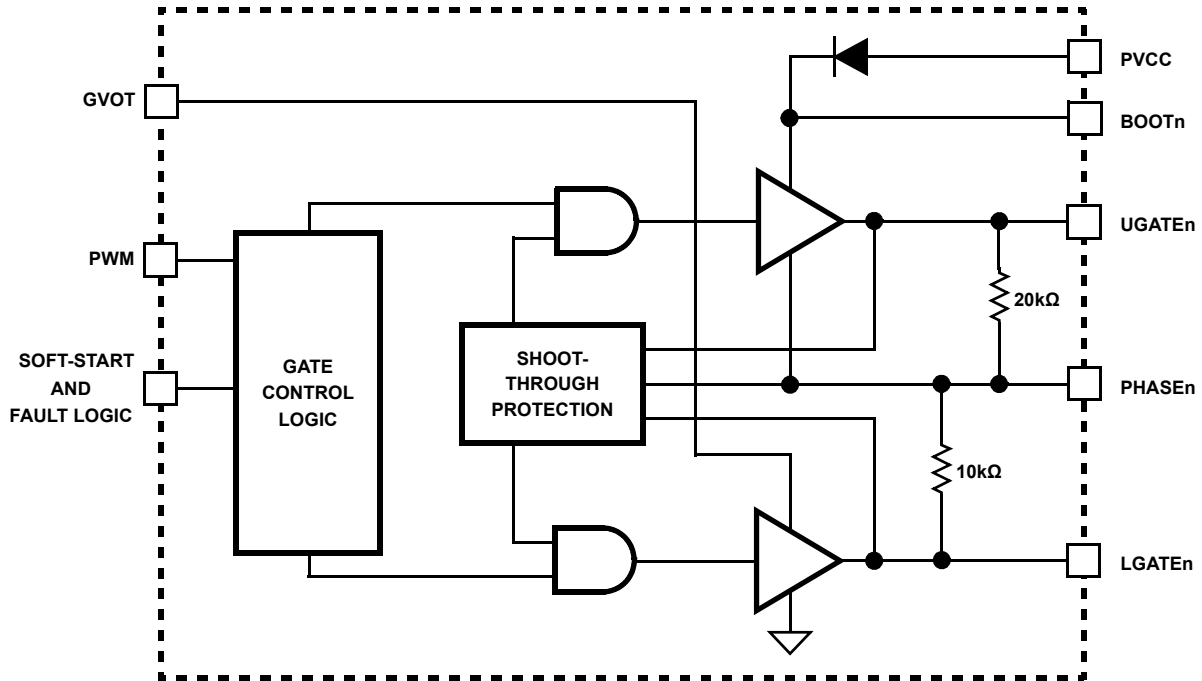 PVCC
GVOT
BOOTn
UGATEn
PWM
20kΩ
SOFT-START
AND
FAULT LOGIC
GATE
CONTROL
LOGIC
SHOOT-
THROUGH
PROTECTION
PHASEn
10kΩ
LGATEn